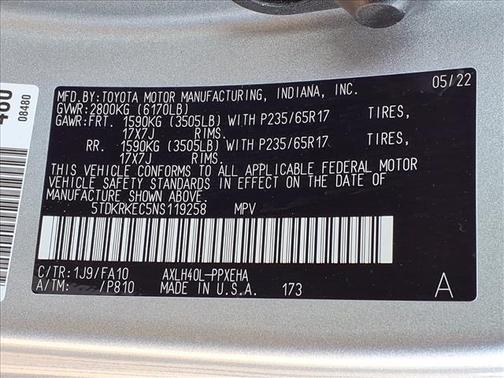 MFD.BY:TOYOTA MOTOR MANUFACTURING, INDIANA, INC. 05/22
GVWR:2800KG (6170LB)
GAWR:FRT. 1590KG (3505LB) WITH P235/65R17 TIRES,
17X7J RIMS.
RR. 1590KG (3505LB) WITH P235/65R17 TIRES,
17X7J RIMS.
THIS VEHICLE CONFORMS TO ALL APPLICABLE FEDERAL MOTOR
VEHICLE SAFETY STANDARDS IN EFFECT ON THE DATE OF
MANUFACTURE SHOWN ABOVE.
5TDKRKEC5NS119258 MPV
C/TR:1J9/FA10 AXLH40L-PPXEHA
A/TM: /P810 MADE IN U.S.A. 173 A
08480